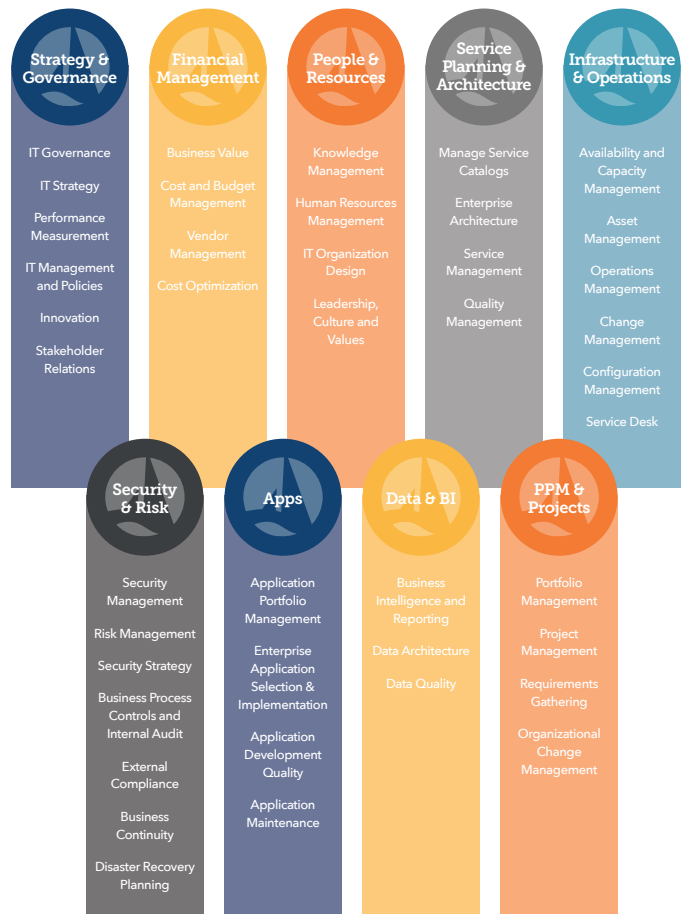 Strategy &
Governance
IT Governance
IT Strategy
Performance
Measurement
IT Management
and Policies
Innovation
Stakeholder
Relations
Financial
Management
Business Value
Cost and Budget
Management
Vendor
Management
Cost Optimization
People &
Resources
Knowledge
Management
Human Resources
Management
IT Organization
Design
Leadership,
Culture and
Values
Service
Planning &
Architecture
Manage Service
Catalogs
Enterprise
Architecture
Service
Management
Quality
Management
Infrastructure
& Operations
Availability and
Capacity
Management
Asset
Management
Operations
Management
Change
Management
Configuration
Management
Service Desk
Security
& Risk
Security
Management
Risk Management
Security Strategy
Business Process
Controls and
Internal Audit
External
Compliance
Business
Continuity
Disaster Recovery
Planning
Apps
Application
Portfolio
Management
Enterprise
Application
Selection &
Implementation
Application
Development
Quality
Application
Maintenance
Data & BI
Business
Intelligence and
Reporting
Data Architecture
Data Quality
PPM &
Projects
Portfolio
Management
Project
Management
Requirements
Gathering
Organizational
Change
Management